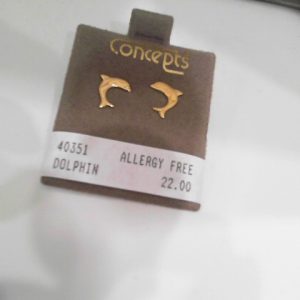 Concepts
40351 ALLERGY FREE
DOLPHIN 22.00